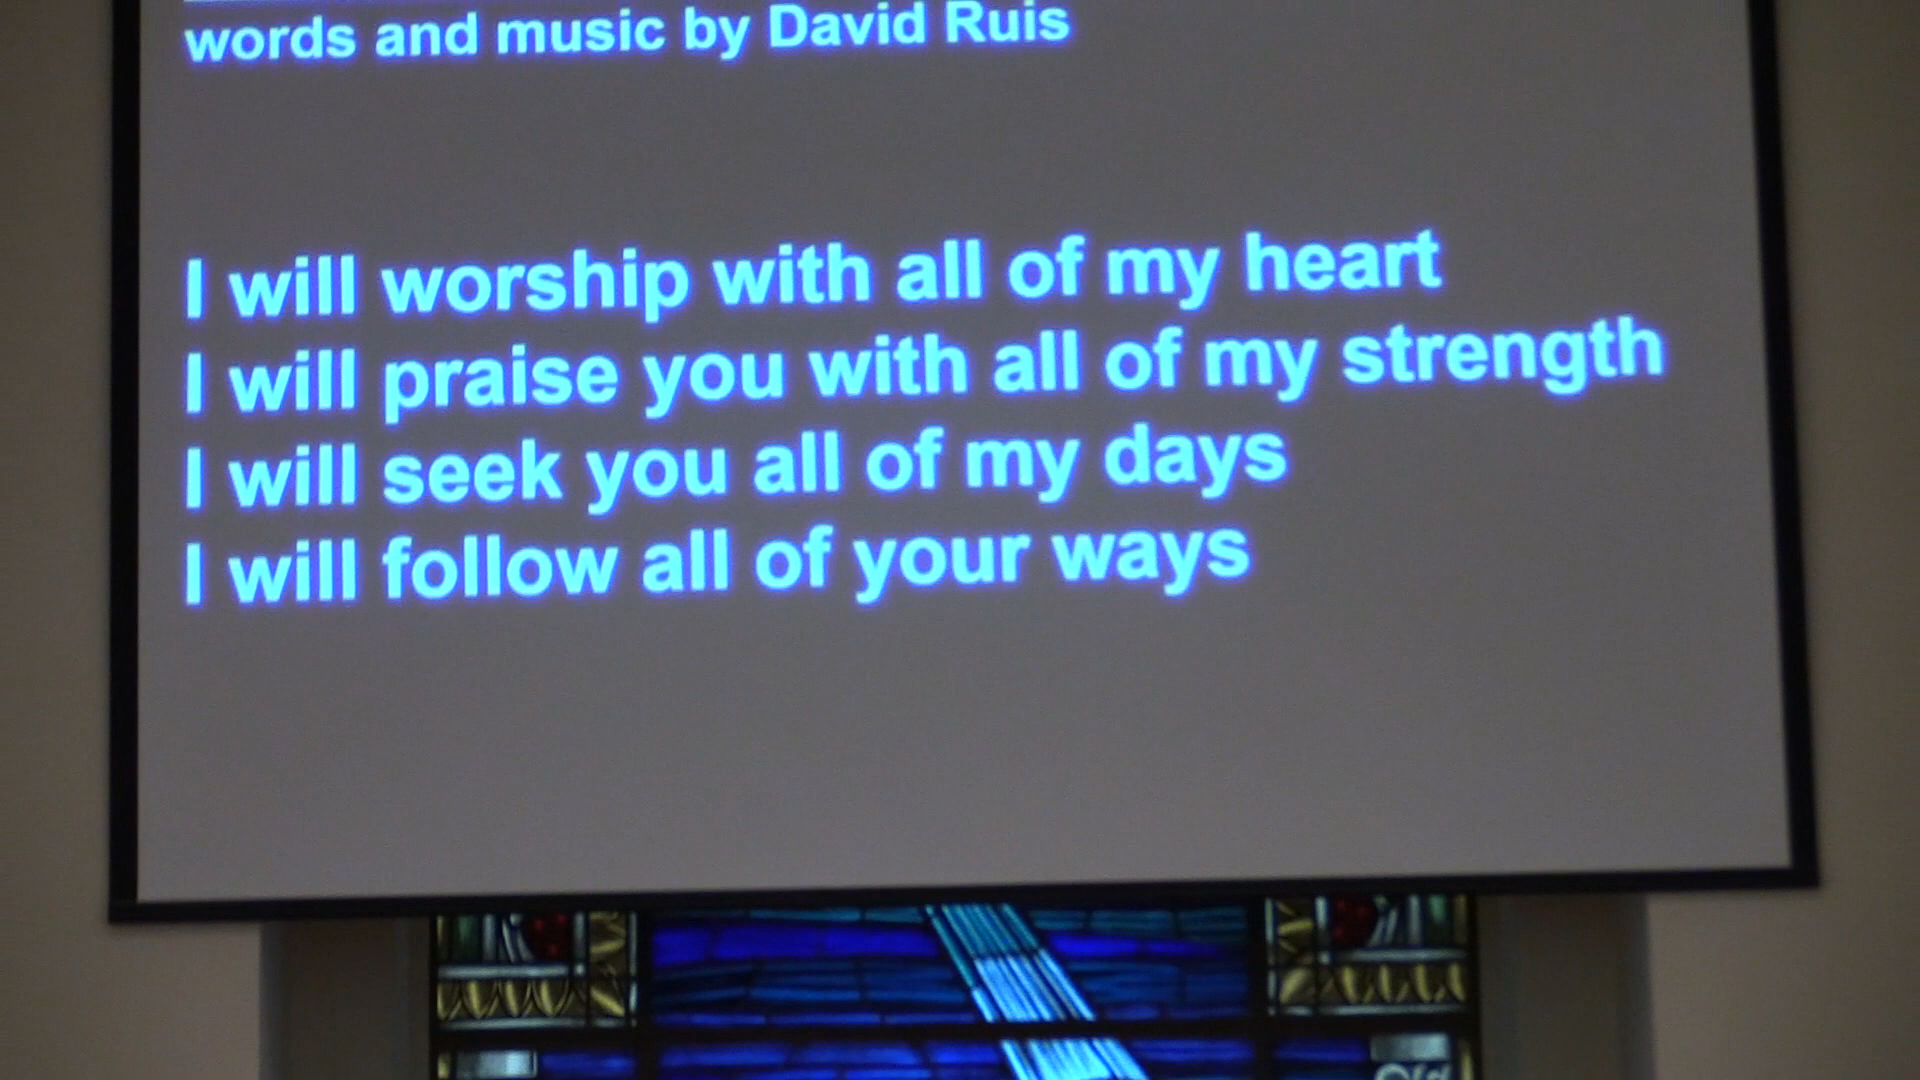 words and music by David Ruis
I will worship with all of my heart
I will praise you with all of my strength
I will seek you all of my days
I will follow all of your ways
Old